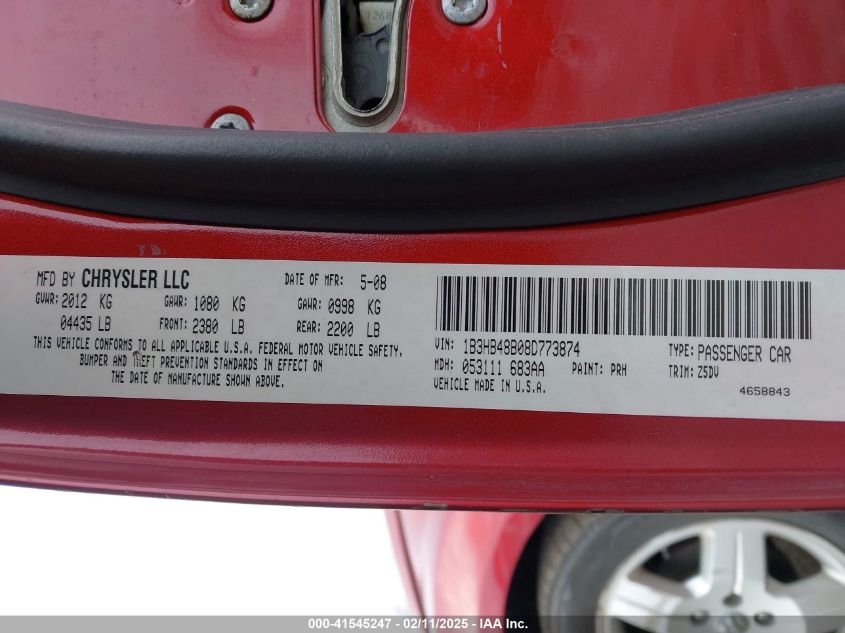 1268
MFD BY CHRYSLER LLC DATE OF MFR: 5-08
GVWR: 2012 KG GAWR: 1080 KG GAWR: 0998 KG
04435 LB FRONT: 2380 LB REAR: 2200 LB
THIS VEHICLE CONFORMS TO ALL APPLICABLE U.S.A. FEDERAL MOTOR VEHICLE SAFETY,
BUMPER AND THEFT PREVENTION STANDARDS IN EFFECT ON
THE DATE OF MANUFACTURE SHOWN ABOVE.
VIN: 1B3HB48B08D773874 TYPE: PASSENGER CAR
MDH: 053111 683AA PAINT: PRH TRIM: Z5DV
VEHICLE MADE IN U.S.A. 4658843
000-41545247 - 02/11/2025 - IAA Inc.